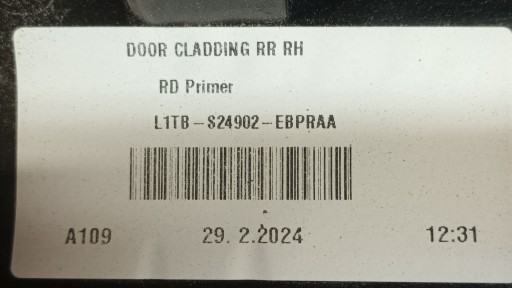 DOOR CLADDING RR RH
RD Primer
L1TB-S24902-EBPRAA
A109 29. 2.2024 12:31